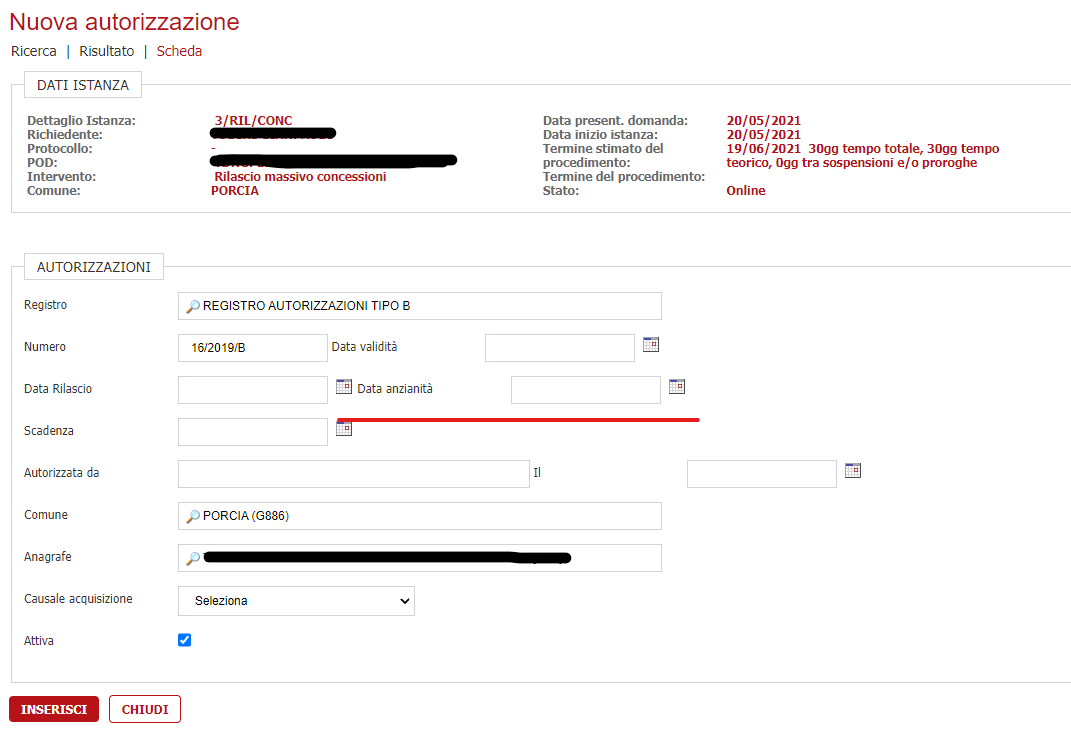 Nuova autorizzazione
Ricerca | Risultato | Scheda
DATI ISTANZA
Dettaglio Istanza: 3/RIL/CONC
Richiedente:
Protocollo: -
POD:
Intervento: Rilascio massivo concessioni
Comune: PORCIA
Data present. domanda: 20/05/2021
Data inizio istanza: 20/05/2021
Termine stimato del 19/06/2021 30gg tempo totale, 30gg tempo
procedimento: teorico, 0gg tra sospensioni e/o proroghe
Termine del procedimento:
Stato: Online
AUTORIZZAZIONI
Registro REGISTRO AUTORIZZAZIONI TIPO B
Numero 16/2019/B Data validità
Data Rilascio Data anzianità
Scadenza
Autorizzata da Il
Comune PORCIA (G886)
Anagrafe
Causale acquisizione Seleziona
Attiva
INSERISCI CHIUDI